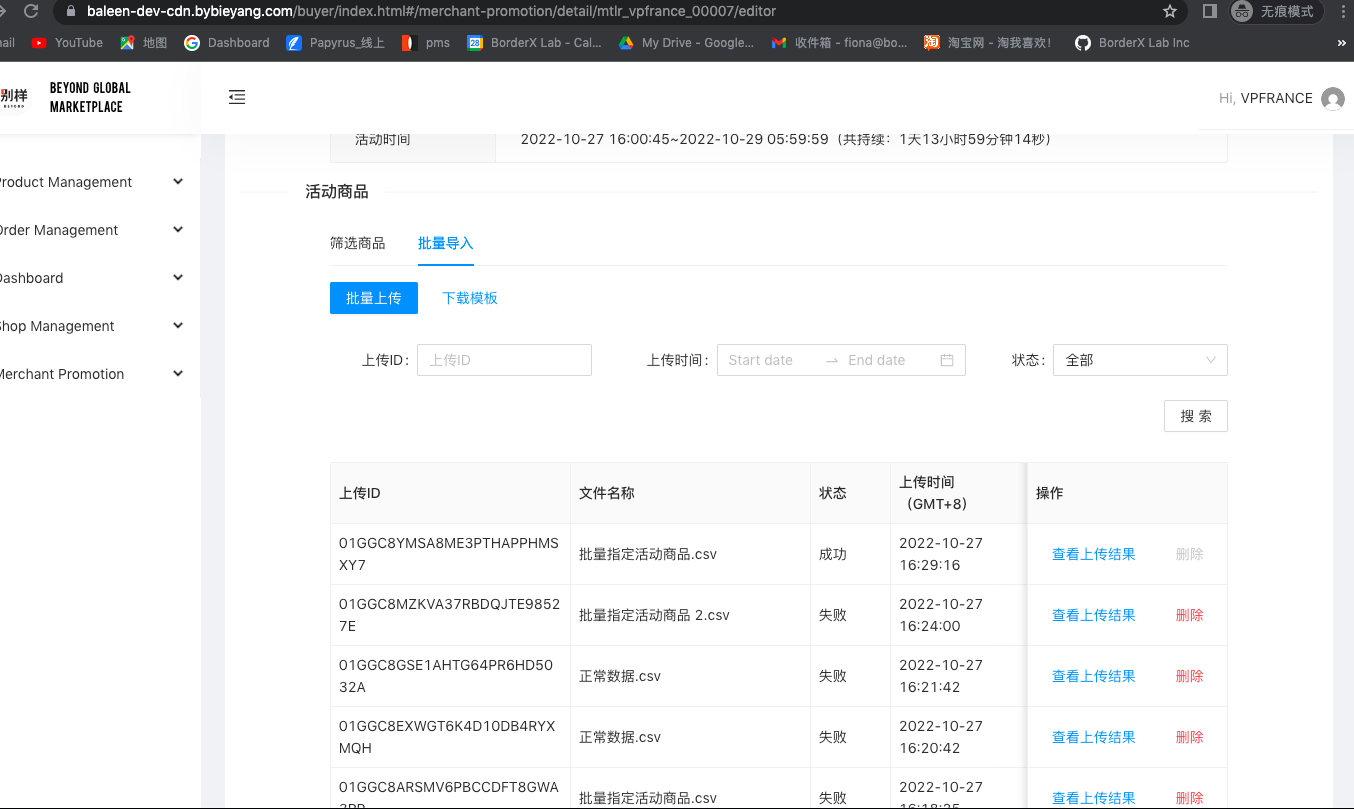 baleen-dev-cdn.bybieyang.com/buyer/index.html#/merchant-promotion/detail/mtlr_vpfrance_00007/editor
无痕模式
YouTube 地图 Dashboard Papyrus_线上 pms BorderX Lab - Cal... My Drive - Google... 收件箱 - fiona@bo... 淘宝网 - 淘我喜欢! BorderX Lab Inc »
别样
BEYOND GLOBAL
MARKETPLACE
Hi, VPFRANCE
Product Management
Order Management
Dashboard
Shop Management
Merchant Promotion
活动时间 2022-10-27 16:00:45~2022-10-29 05:59:59（共持续：1天13小时59分钟14秒）
活动商品
筛选商品 批量导入
批量上传 下载模板
上传ID: 上传ID 上传时间: Start date → End date 状态: 全部
搜 索
上传ID 文件名称 状态 上传时间（GMT+8） 操作
01GGC8YMSA8ME3PTHAPPHMSXY7 批量指定活动商品.csv 成功 2022-10-27 16:29:16 查看上传结果 删除
01GGC8MZKVA37RBDQJTE98527E 批量指定活动商品 2.csv 失败 2022-10-27 16:24:00 查看上传结果 删除
01GGC8GSE1AHTG64PR6HD5032A 正常数据.csv 失败 2022-10-27 16:21:42 查看上传结果 删除
01GGC8EXWGT6K4D10DB4RYXMQH 正常数据.csv 失败 2022-10-27 16:20:42 查看上传结果 删除
01GGC8ARSMV6PBCCDFT8GWA 批量指定活动商品.csv 失败 2022-10-27 查看上传结果 删除